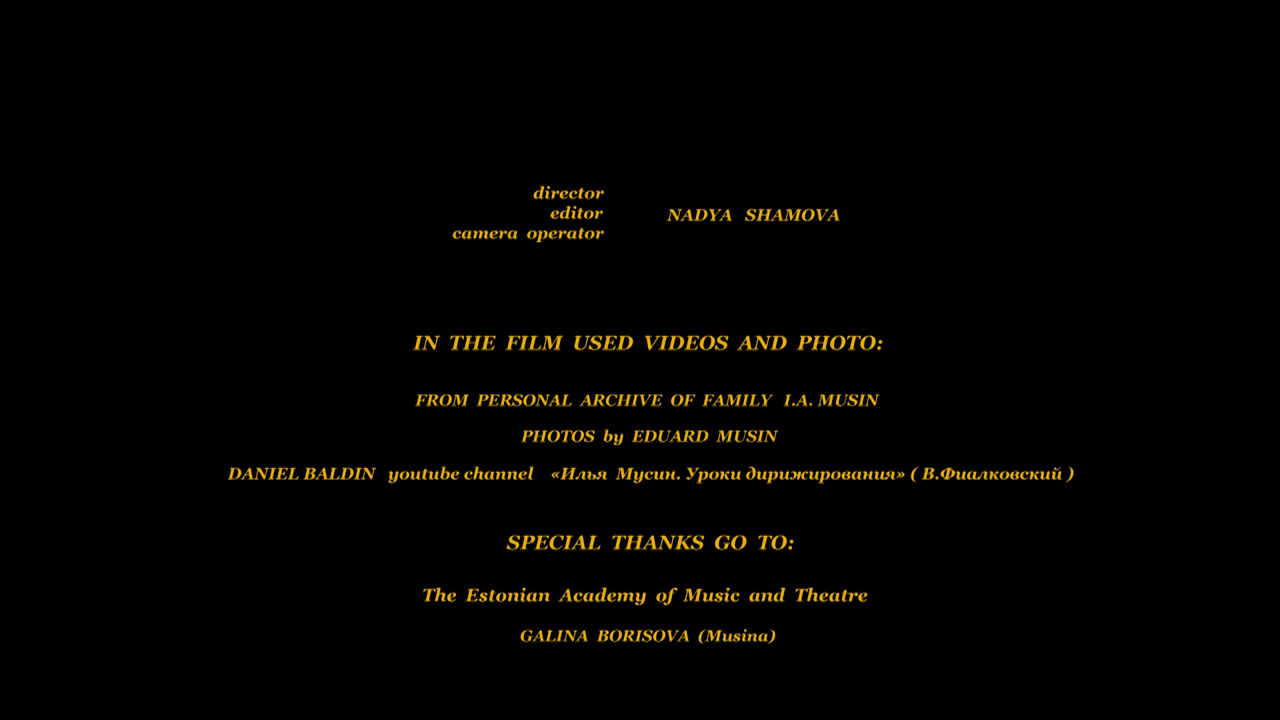 director
editor
NADYA SHAMOVA
camera operator
IN THE FILM USED VIDEOS AND PHOTO:
FROM PERSONAL ARCHIVE OF FAMILY I.A. MUSIN
PHOTOS by EDUARD MUSIN
DANIEL BALDIN youtube channel «Илья Мусин. Уроки дирижирования» ( В.Фиалковский )
SPECIAL THANKS GO TO:
The Estonian Academy of Music and Theatre
GALINA BORISOVA (Musina)